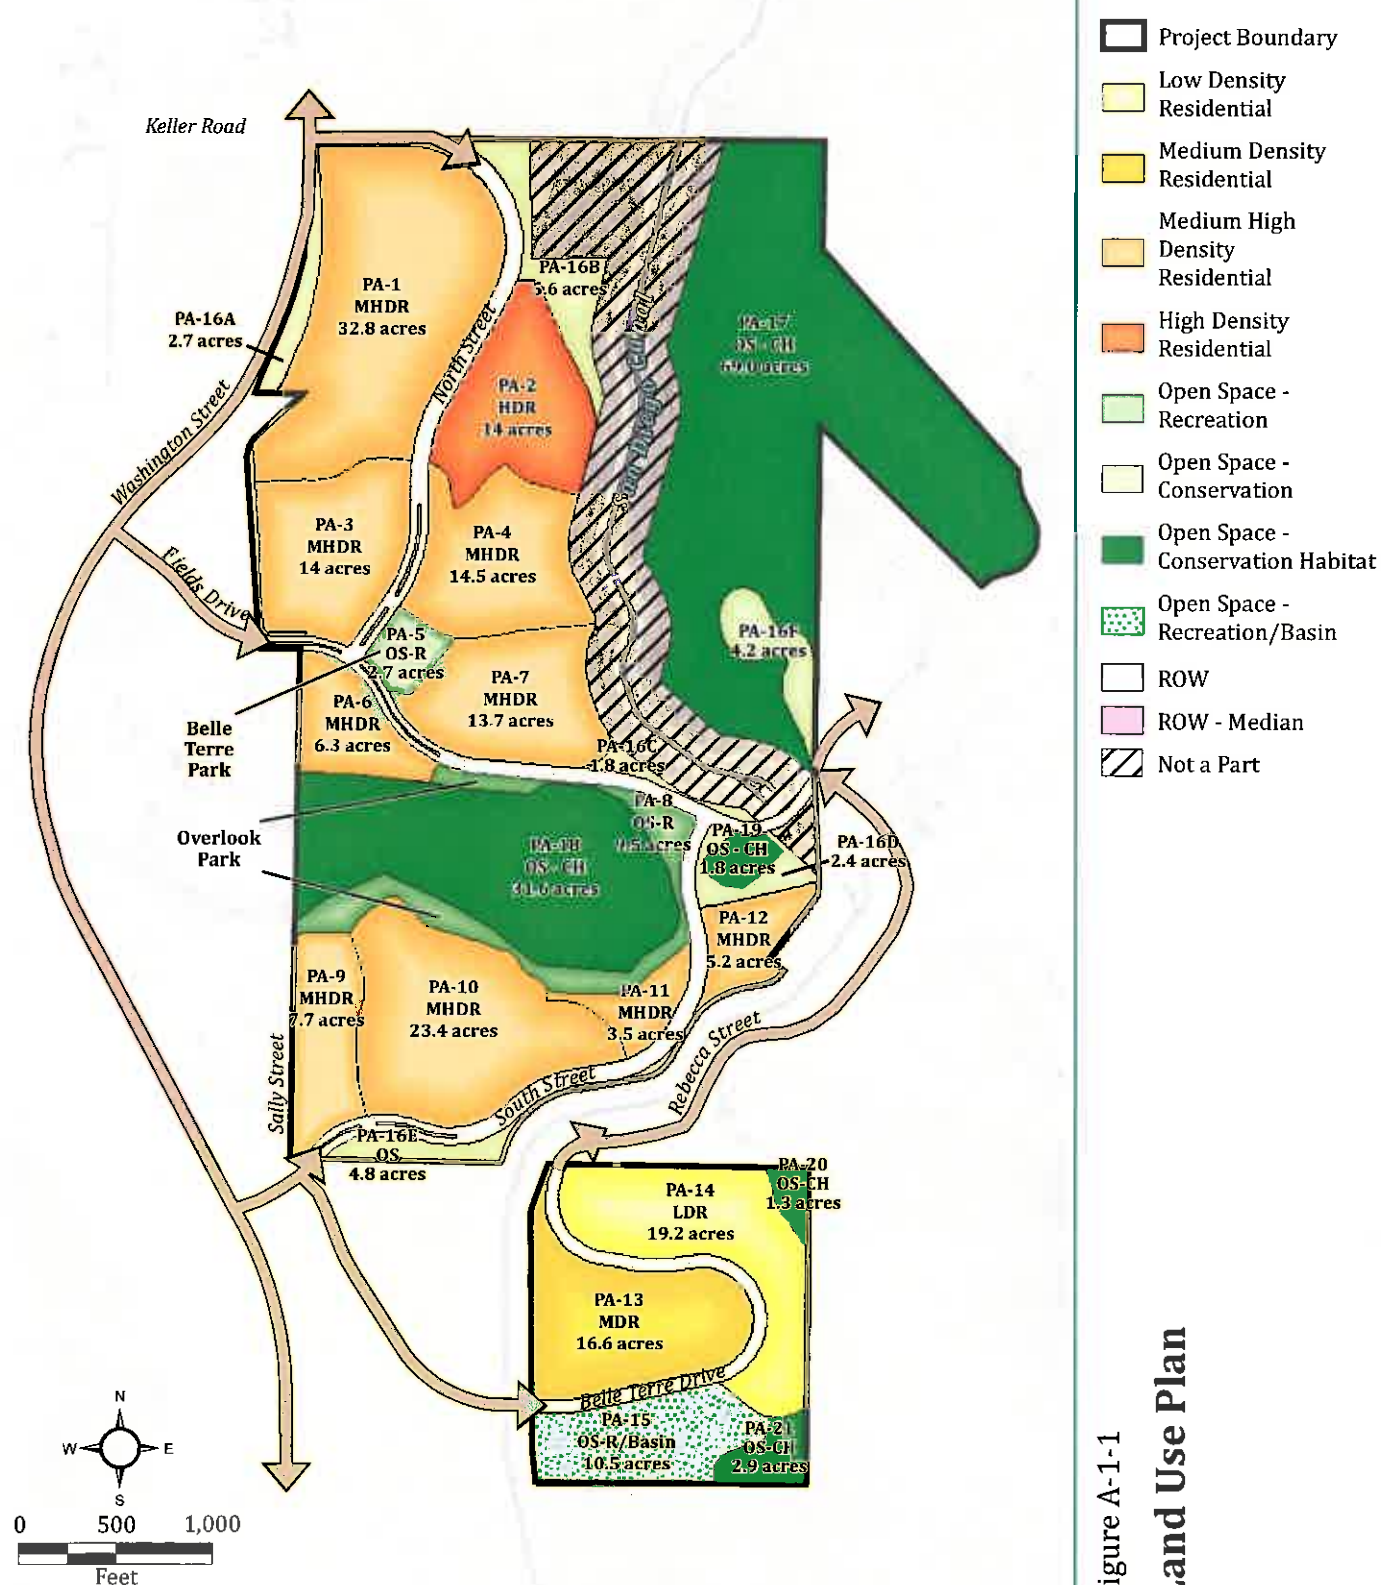 Keller Road
PA-16A
2.7 acres
PA-1
MHDR
32.8 acres
North Street
PA-16B
5.6 acres
PA-2
HDR
14 acres
PA-17
OS - CH
Washington Street
Fields Drive
PA-3
MHDR
14 acres
PA-4
MHDR
14.5 acres
PA-5
OS-R
2.7 acres
PA-6
MHDR
6.3 acres
PA-7
MHDR
13.7 acres
PA-16F
4.2 acres
Belle
Terre
Park
PA-16C
1.8 acres
Overlook
Park
PA-8
OS-R
9.5 acres
PA-18
OS - CH
31.6 acres
PA-19
OS - CH
1.8 acres
PA-16D
2.4 acres
PA-12
MHDR
5.2 acres
PA-9
MHDR
7.7 acres
PA-10
MHDR
23.4 acres
PA-11
MHDR
3.5 acres
Sally Street
South Street
Rebecca Street
PA-16E
OS
4.8 acres
PA-14
LDR
19.2 acres
PA-20
OS-CH
1.3 acres
PA-13
MDR
16.6 acres
Belle Terre Drive
PA-15
OS-R/Basin
10.5 acres
PA-21
OS-CH
2.9 acres
N
W
E
S
0 500 1,000
Feet
Project Boundary
Low Density
Residential
Medium Density
Residential
Medium High
Density
Residential
High Density
Residential
Open Space -
Recreation
Open Space -
Conservation
Open Space -
Conservation Habitat
Open Space -
Recreation/Basin
ROW
ROW - Median
Not a Part
igure A-1-1
Land Use Plan